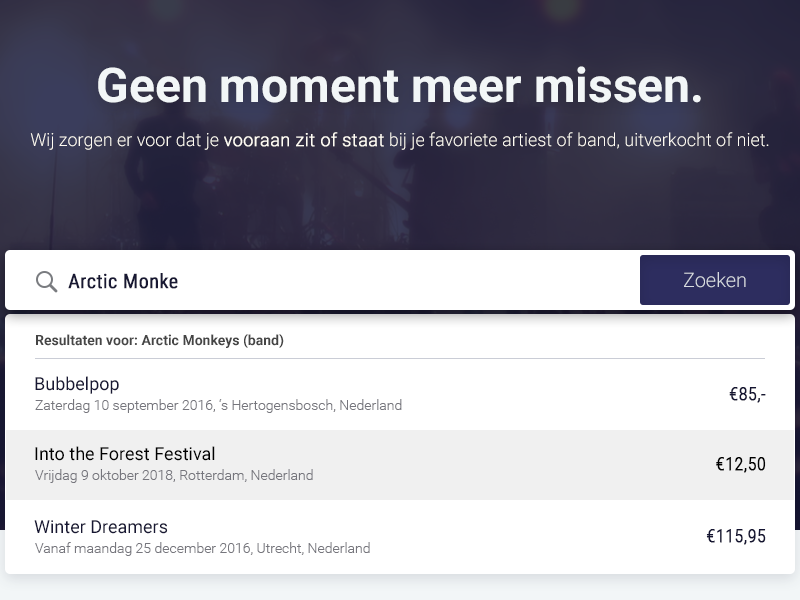 Geen moment meer missen.
Wij zorgen er voor dat je vooraan zit of staat bij je favoriete artiest of band, uitverkocht of niet.
Arctic Monke
Zoeken
Resultaten voor: Arctic Monkeys (band)
Bubbelpop
€85,-
Zaterdag 10 september 2016, ‘s Hertogensbosch, Nederland
Into the Forest Festival
€12,50
Vrijdag 9 oktober 2018, Rotterdam, Nederland
Winter Dreamers
€115,95
Vanaf maandag 25 december 2016, Utrecht, Nederland